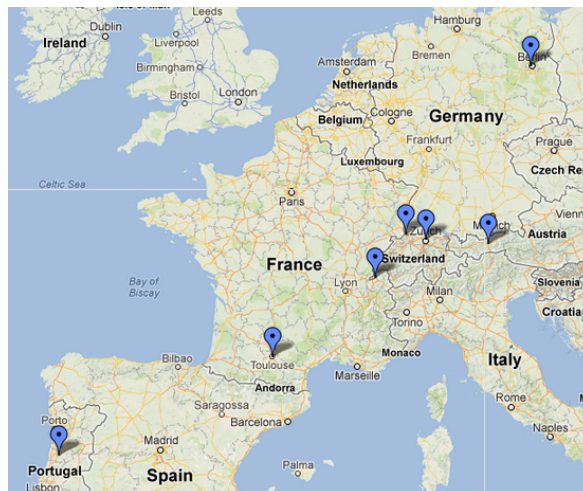 Hamburg
Leeds
Dublin
Ireland
Liverpool
Bremen
Berlin
Birmingham
Amsterdam
Netherlands
Bristol
London
Germany
Belgium
Cologne
Frankfurt
Prague
Luxembourg
Czech Re
Celtic Sea
Paris
Vien
Zurich
Austria
France
Switzerland
Bay of
Biscay
Lyon
Milan
Slovenia
Torino
Croatia
Bilbao
Toulouse
Monaco
Italy
Marseille
Andorra
Saragossa
Rome
Porto
Barcelona
Naples
Madrid
Portugal
Spain
Palma
Lisbon